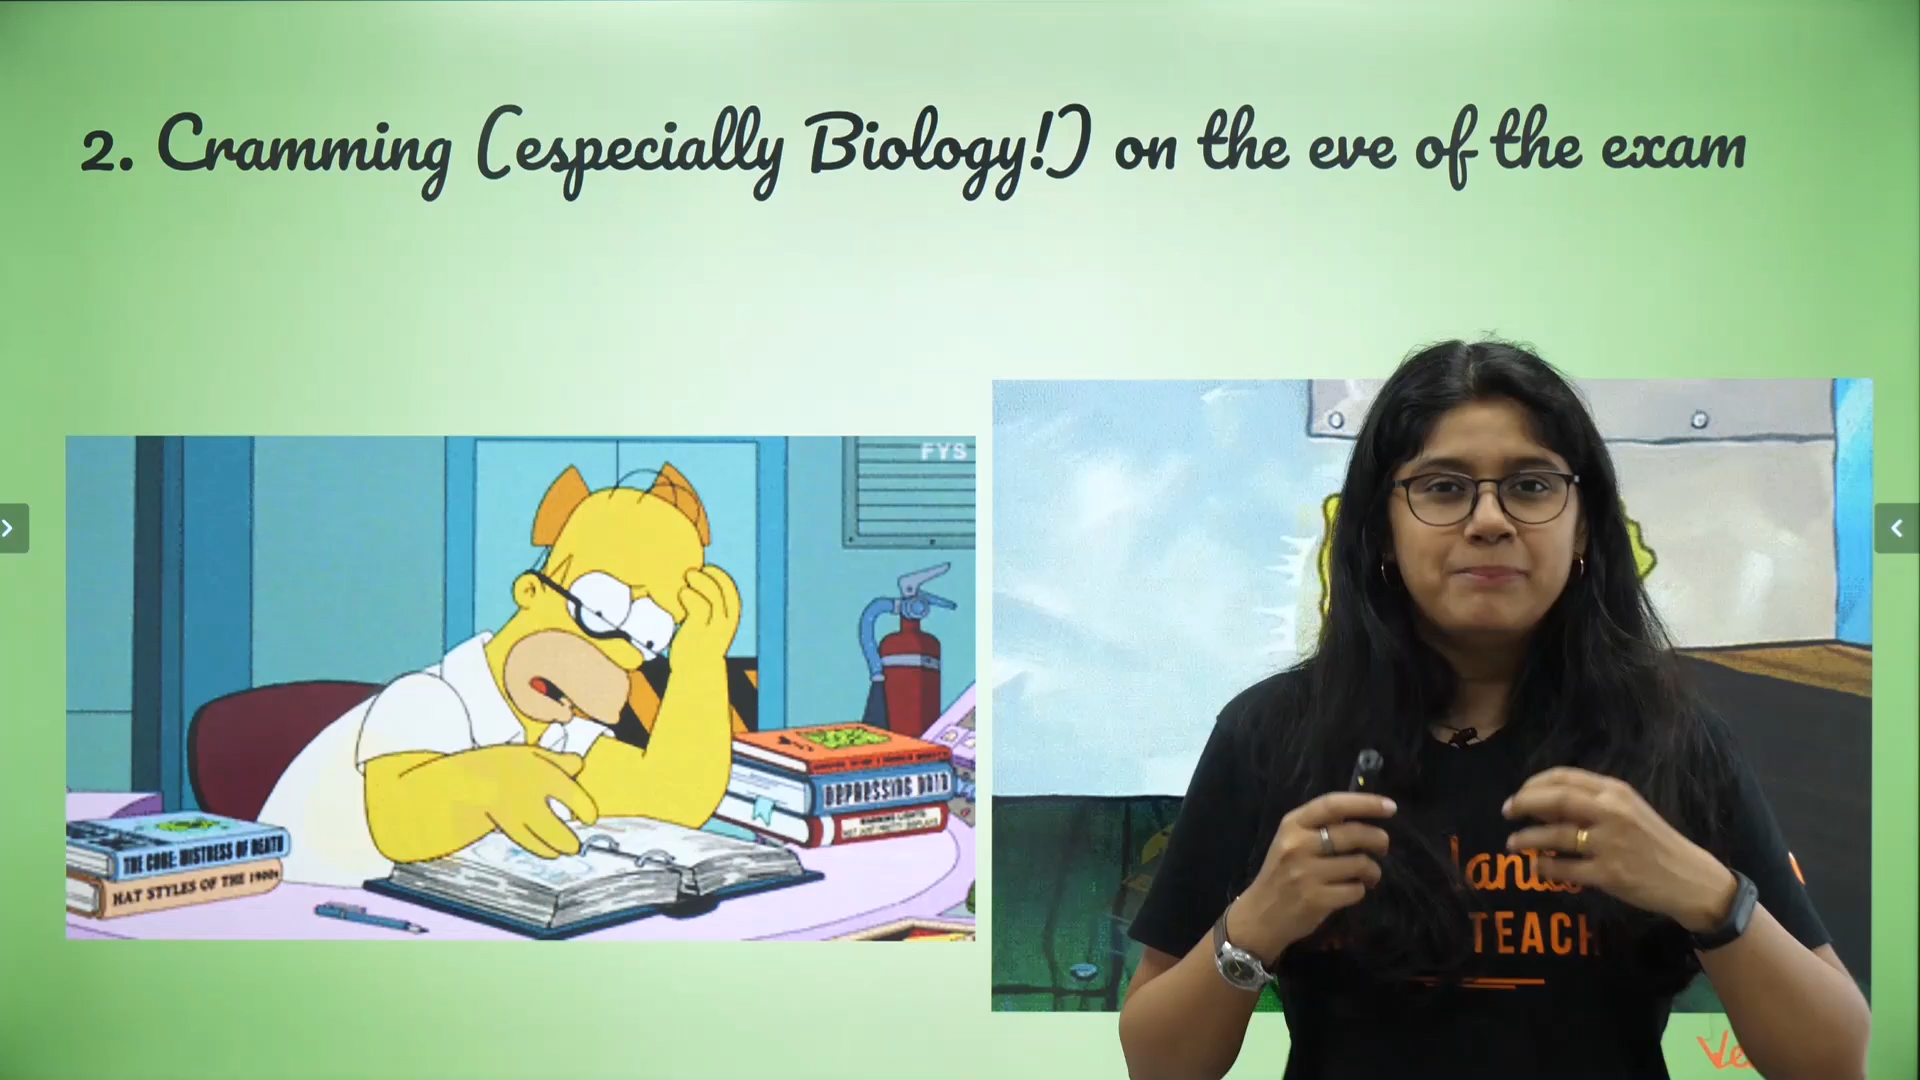 2. Cramming (especially Biology!) on the eve of the exam
FYS
DEPRESSING DATA
THE CORE: MISTRESS OF DEATH
HAT STYLES OF THE 1900s
TEACH